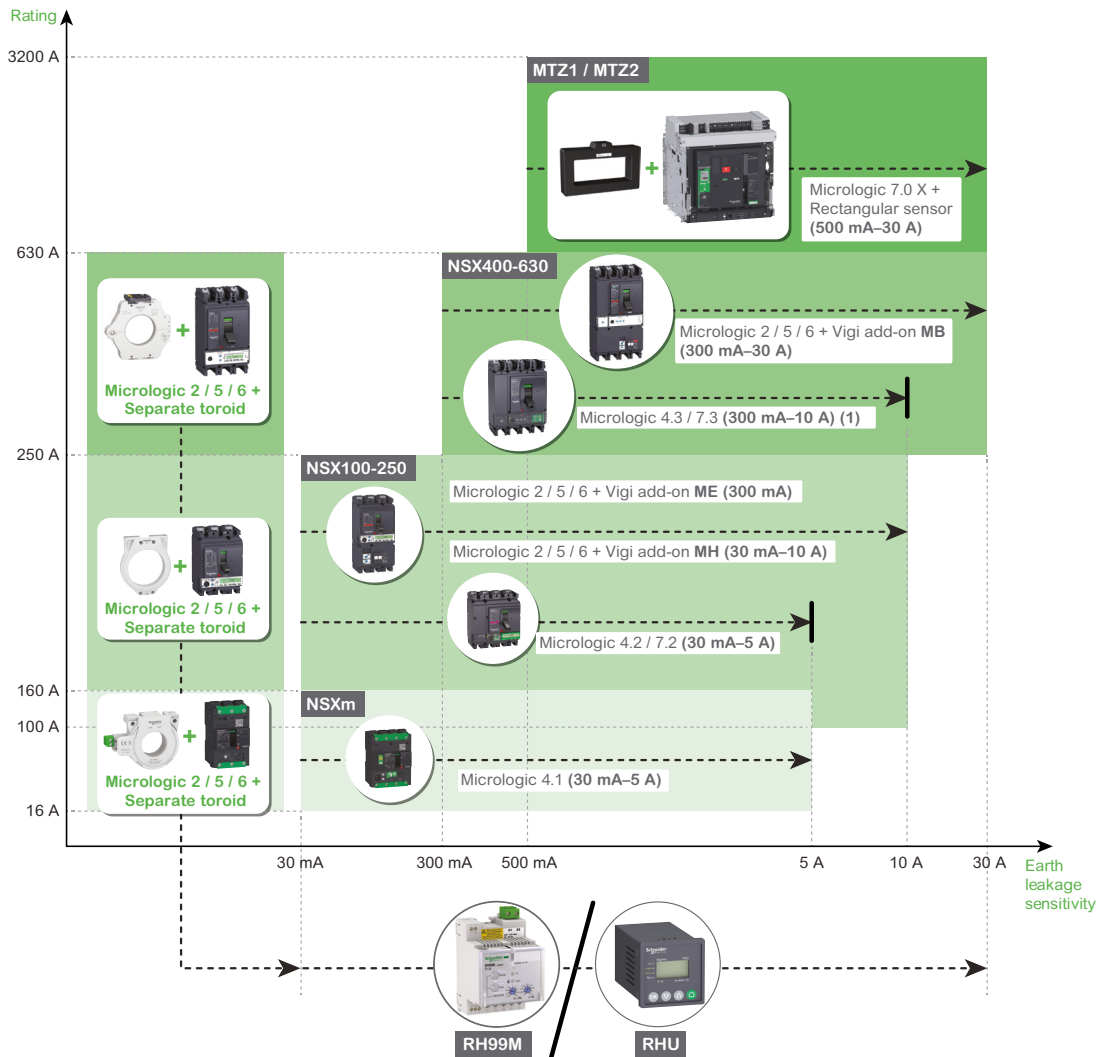 Rating
3200 A
MTZ1 / MTZ2
+
Micrologic 7.0 X +
Rectangular sensor
(500 mA–30 A)
630 A
NSX400-630
+
Micrologic 2 / 5 / 6 +
Separate toroid
Micrologic 2 / 5 / 6 + Vigi add-on MB
(300 mA–30 A)
Micrologic 4.3 / 7.3 (300 mA–10 A) (1)
250 A
NSX100-250
Micrologic 2 / 5 / 6 + Vigi add-on ME (300 mA)
Micrologic 2 / 5 / 6 + Vigi add-on MH (30 mA–10 A)
+
Micrologic 2 / 5 / 6 +
Separate toroid
Micrologic 4.2 / 7.2 (30 mA–5 A)
160 A
NSXm
100 A
+
Micrologic 2 / 5 / 6 +
Separate toroid
Micrologic 4.1 (30 mA–5 A)
16 A
30 mA
300 mA
500 mA
5 A
10 A
30 A
Earth
leakage
sensitivity
Schneider
RH99M
RHU